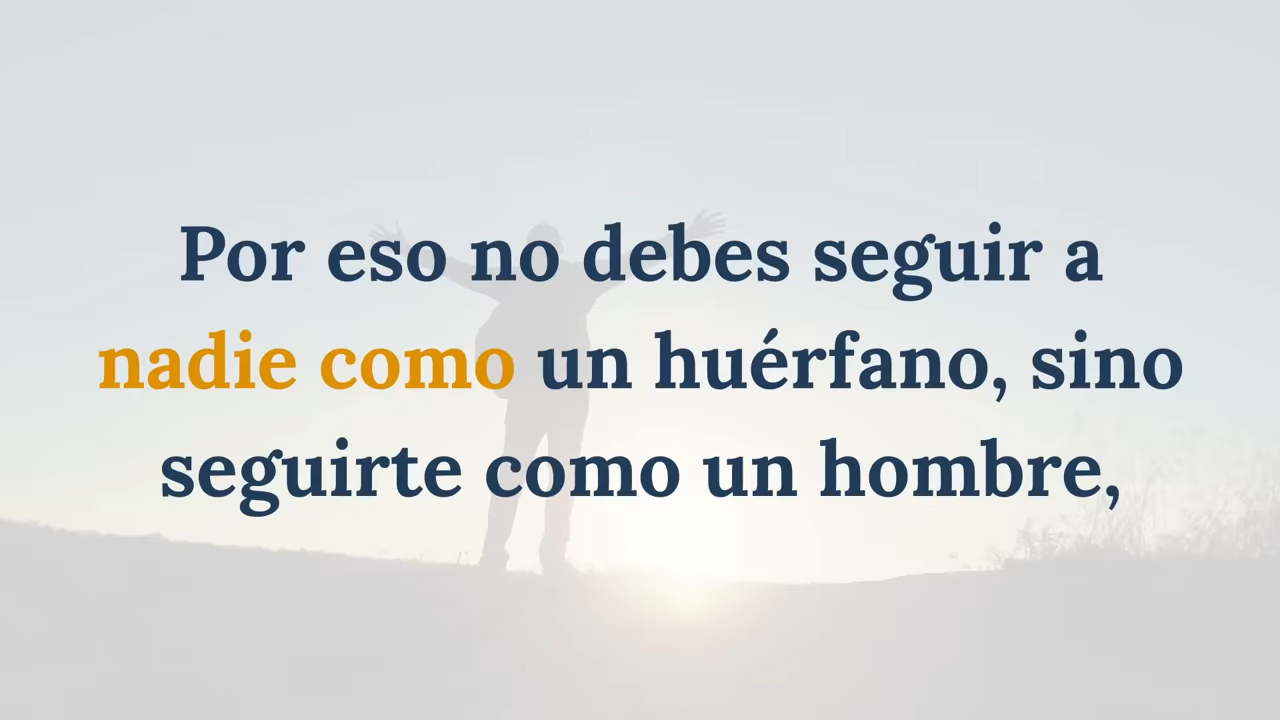 Por eso no debes seguir a
nadie como un huérfano, sino
seguirte como un hombre,